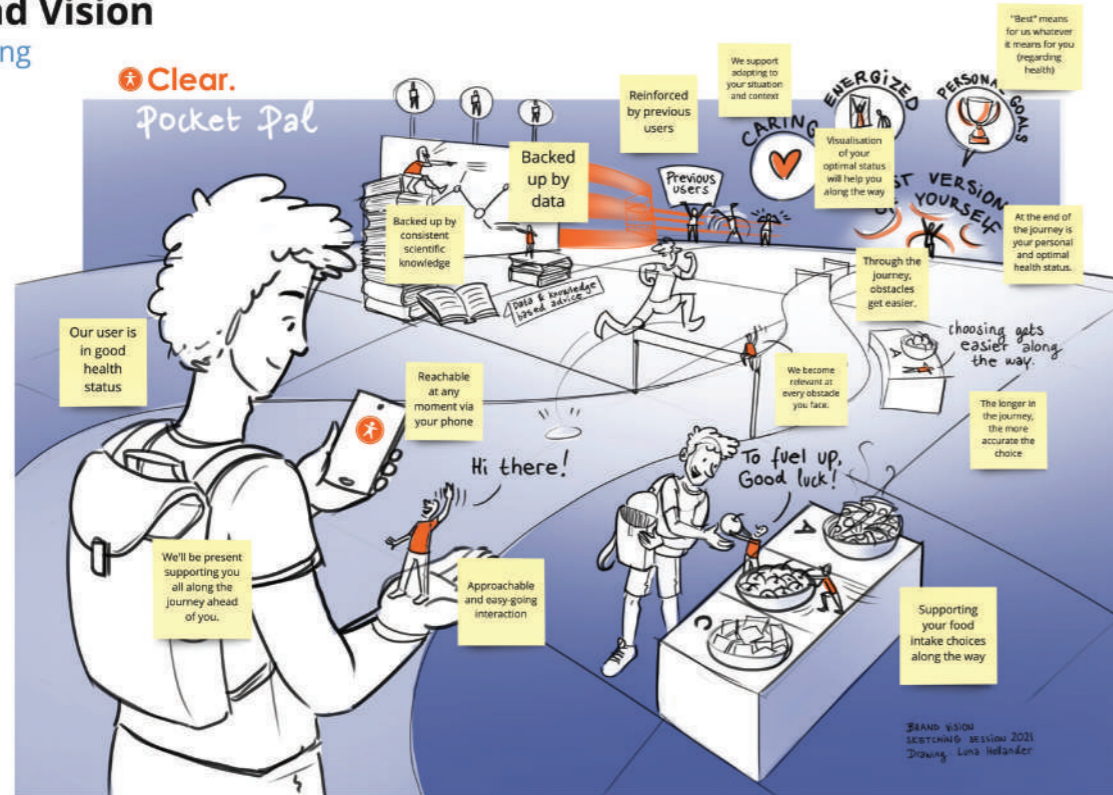 nd Vision
ng
Clear.
Pocket Pal
"Best" means
for us whatever
it means for you
(regarding
health)
We support
adapting to
your situation
and context
ENERGIZED
PERSONAL GOALS
CARING
Reinforced
by previous
users
Visualisation
of your
optimal status
will help you
along the way
Backed
up by
data
Previous
users
VERSION
YOURSELF
Backed up by
consistent
scientific
knowledge
At the end of
the journey is
your personal
and optimal
health status.
Through the
journey,
obstacles
get easier.
Data & knowledge
based advice
Our user is
in good
health
status
choosing gets
easier along
the way.
A
Reachable
at any
moment via
your phone
We become
relevant at
every obstacle
you face.
The longer in
the journey,
the more
accurate the
choice
Hi there!
To fuel up,
Good luck!
A
C
We'll be present
supporting you
all along the
journey ahead
of you.
Approachable
and easy-going
interaction
Supporting
your food
intake choices
along the way
BRAND VISION
SKETCHING SESSION 2021
Drawing Luna Hollander